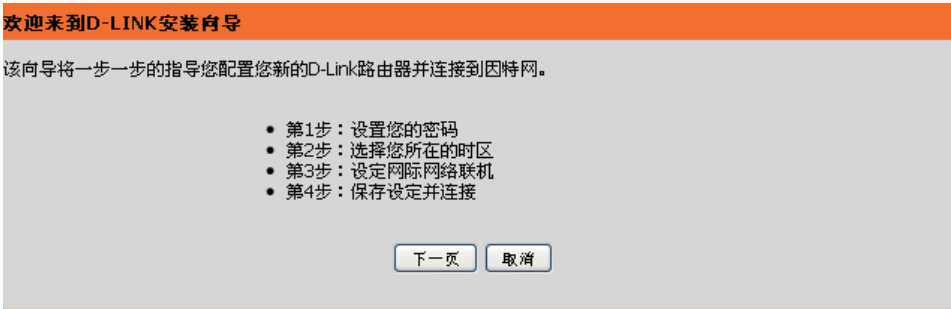 欢迎来到D-LINK安装向导
该向导将一步一步的指导您配置您新的D-Link路由器并连接到因特网。
• 第1步：设置您的密码
• 第2步：选择您所在的时区
• 第3步：设定网际网络联机
• 第4步：保存设定并连接
下一页 取消